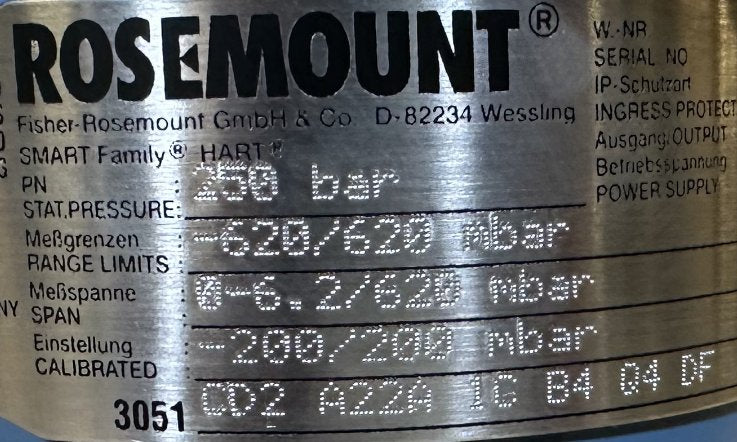 ROSEMOUNT®
Fisher-Rosemount GmbH & Co D-82234 Wessling
SMART Family® HART®
PN : 250 bar
STAT.PRESSURE:
Meßgrenzen : -620/620 mbar
RANGE LIMITS :
Meßspanne : 0-6.2/620 mbar
SPAN
Einstellung : -200/200 mbar
CALIBRATED
3051 CD2 A22A 1C B4 Q4 DF
W.-NR
SERIAL NO
IP-Schutzart
INGRESS PROTECT
Ausgang/OUTPUT
Betriebsspannung
POWER SUPPLY